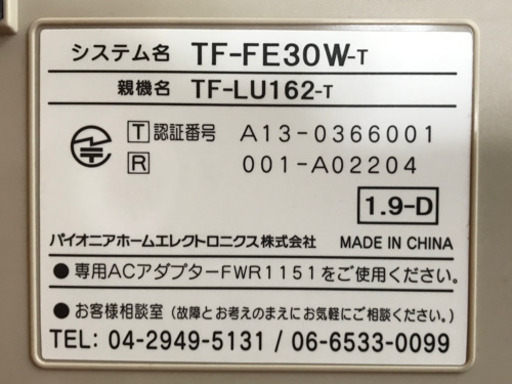 システム名 TF-FE30W-T
親機名 TF-LU162-T
T 認証番号 A13-0366001
R 001-A02204
1.9-D
パイオニアホームエレクトロニクス株式会社 MADE IN CHINA
●専用ACアダプターFWR1151をご使用ください。
●お客様相談室(故障とお考えのまえにお気軽にご相談ください。)
TEL: 04-2949-5131 / 06-6533-0099